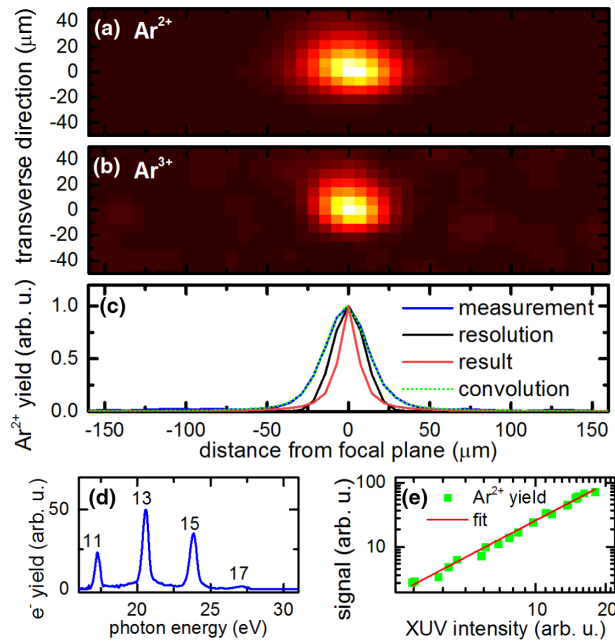 (a) Ar2+
40
20
0
-20
-40
(b) Ar3+
40
20
0
-20
-40
transverse direction (μm)
(c)
1.0
0.5
0.0
Ar2+ yield (arb. u.)
measurement
resolution
result
convolution
-150 -100 -50 0 50 100 150
distance from focal plane (μm)
(d)
50
0
e- yield (arb. u.)
11 13 15 17
20 25 30
photon energy (eV)
(e)
100
10
signal (arb. u.)
Ar2+ yield
fit
10 20
XUV intensity (arb. u.)